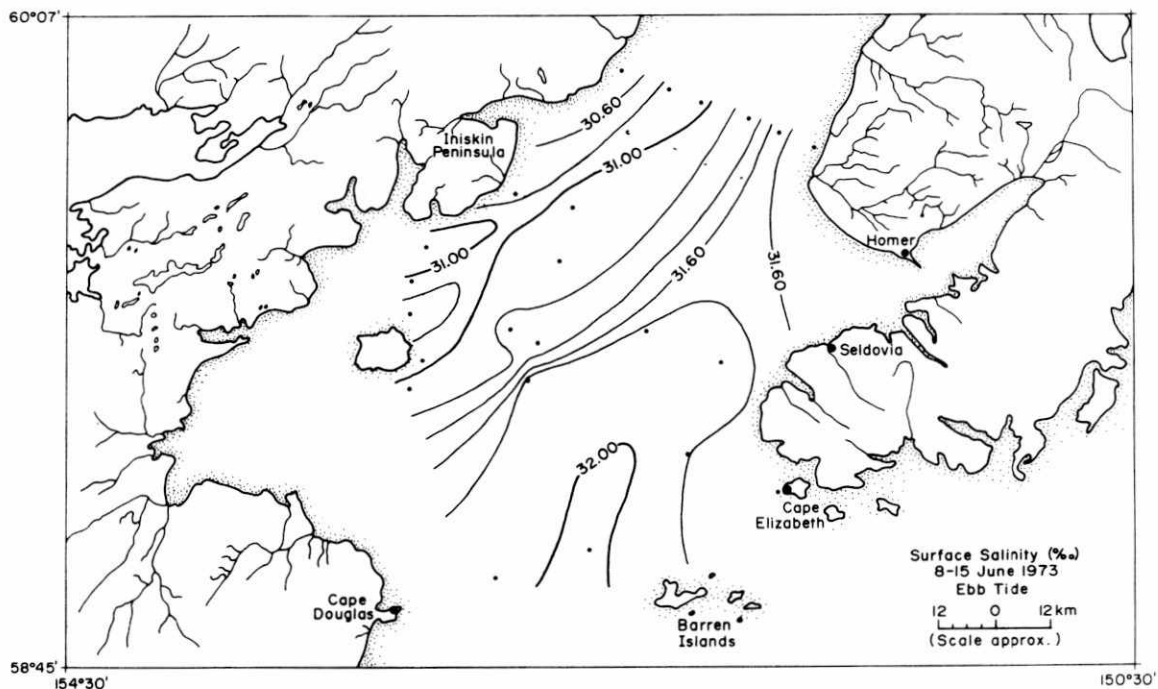 60°07'
30.60
Iniskin
Peninsula
31.00
31.00
Homer
31.60
31.60
Seldovia
32.00
Cape
Elizabeth
Surface Salinity (‰)
8-15 June 1973
Ebb Tide
12 0 12km
(Scale approx.)
Cape
Douglas
Barren
Islands
58°45'
154°30'
150°30'